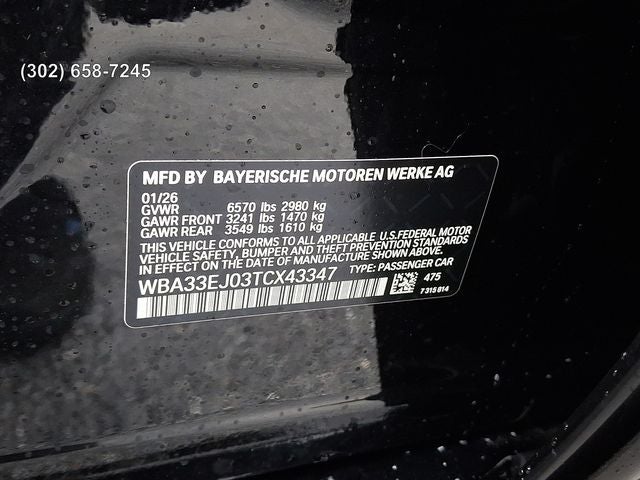 (302) 658-7245
MFD BY BAYERISCHE MOTOREN WERKE AG
01/26
GVWR 6570 lbs 2980 kg
GAWR FRONT 3241 lbs 1470 kg
GAWR REAR 3549 lbs 1610 kg
THIS VEHICLE CONFORMS TO ALL APPLICABLE U.S.FEDERAL MOTOR
VEHICLE SAFETY, BUMPER AND THEFT PREVENTION STANDARDS
IN EFFECT ON THE DATE OF MANUFACTURE SHOWN ABOVE.
WBA33EJ03TCX43347 TYPE: PASSENGER CAR
475
7315814